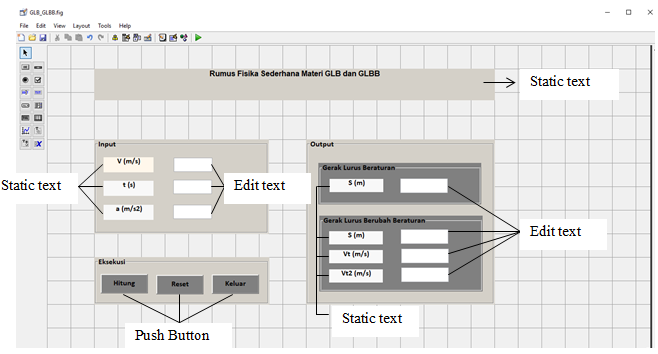 GLB_GLBB.fig
File Edit View Layout Tools Help
Rumus Fisika Sederhana Materi GLB dan GLBB
Static text
Input
V (m/s)
t (s)
a (m/s2)
Static text
Edit text
Output
Gerak Lurus Beraturan
S (m)
Gerak Lurus Berubah Beraturan
S (m)
Vt (m/s)
Vt2 (m/s)
Edit text
Static text
Eksekusi
Hitung Reset Keluar
Push Button